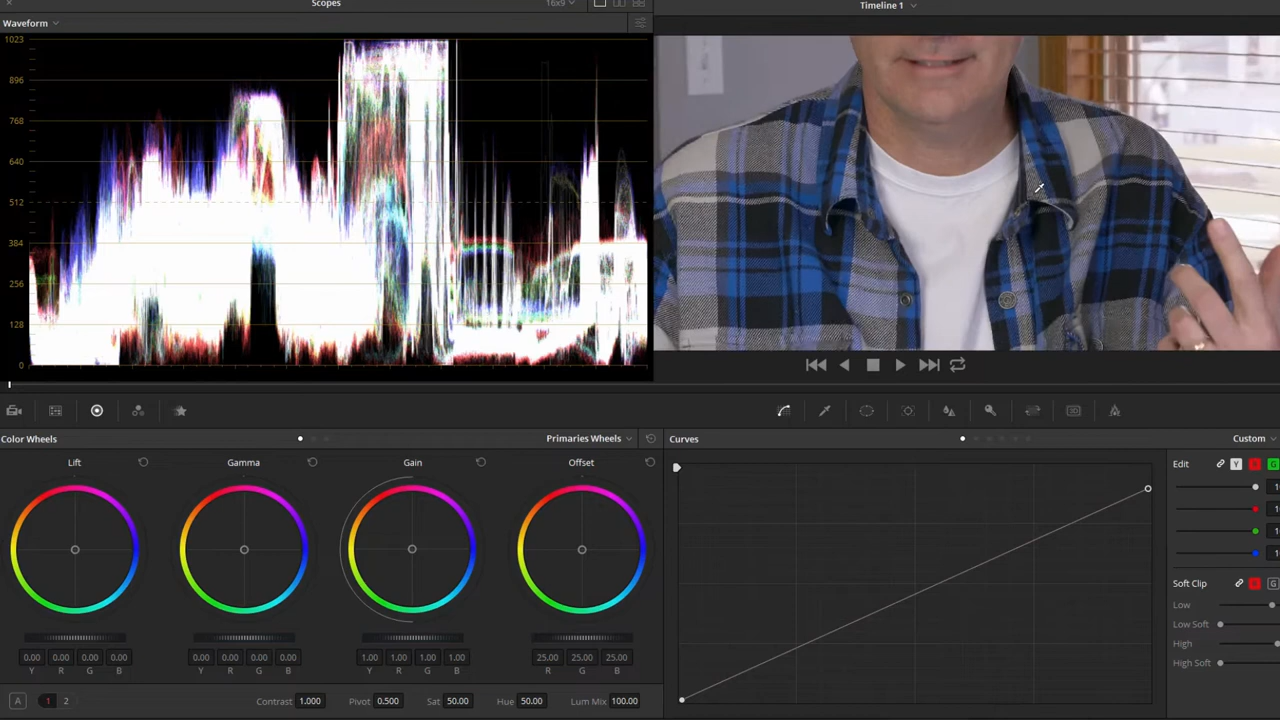 Scopes
16x9
Timeline 1
Waveform
1023
896
768
640
512
384
256
128
0
Color Wheels
Primaries Wheels
Curves
Custom
Lift
Gamma
Gain
Offset
Edit
Y
R
G
Soft Clip
R
G
Low
Low Soft
High
High Soft
0.00 0.00 0.00 0.00
0.00 0.00 0.00 0.00
1.00 1.00 1.00 1.00
25.00 25.00 25.00
Y R G B
Y R G B
Y R G B
R G B
A 1 2
Contrast 1.000
Pivot 0.500
Sat 50.00
Hue 50.00
Lum Mix 100.00